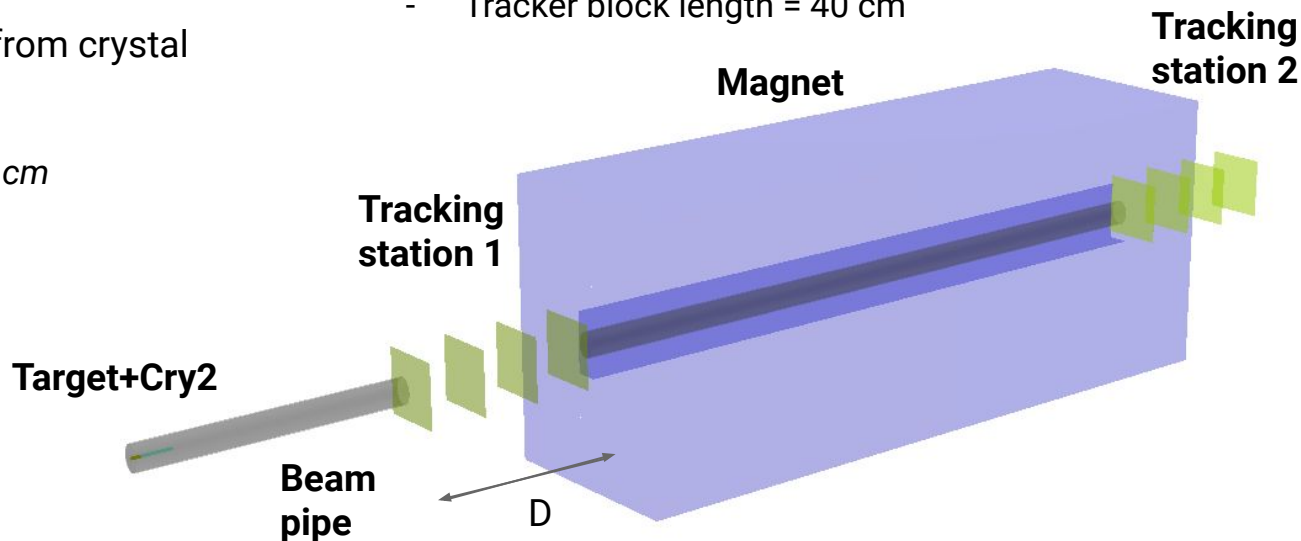 - Tracker block length = 40 cm
from crystal
cm
Tracking
station 2
Magnet
Tracking
station 1
Target+Cry2
Beam
pipe
D